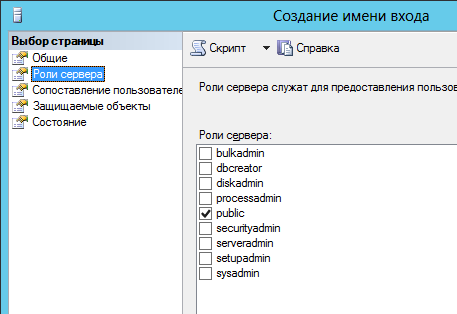 Создание имени входа
Выбор страницы
Общие
Роли сервера
Сопоставление пользователе
Защищаемые объекты
Состояние
Скрипт Справка
Роли сервера служат для предоставления пользов
Роли сервера:
bulkadmin
dbcreator
diskadmin
processadmin
public
securityadmin
serveradmin
setupadmin
sysadmin